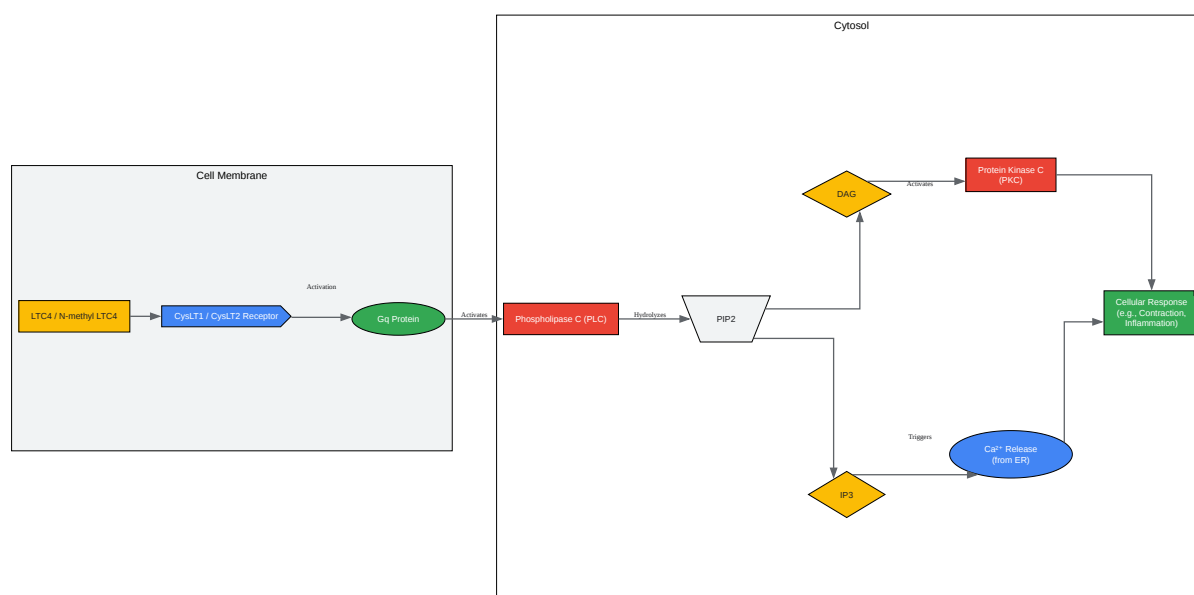 Cytosol
Cell Membrane
Protein Kinase C
(PKC)
DAG
Activates
Activation
LTC4 / N-methyl LTC4
CysLT1 / CysLT2 Receptor
Gq Protein
Activates
Phospholipase C (PLC)
Hydrolyzes
PIP2
Cellular Response
(e.g., Contraction,
Inflammation)
Triggers
Ca²⁺ Release
(from ER)
IP3